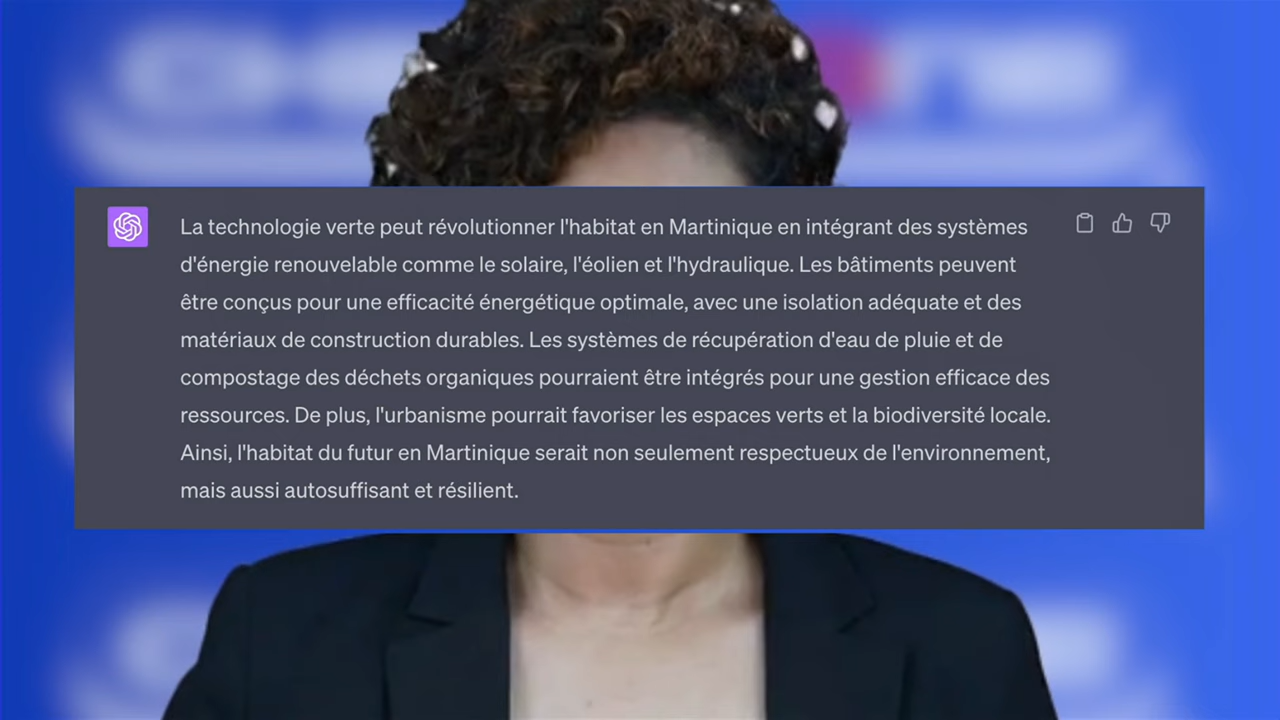 La technologie verte peut révolutionner l'habitat en Martinique en intégrant des systèmes
d'énergie renouvelable comme le solaire, l'éolien et l'hydraulique. Les bâtiments peuvent
être conçus pour une efficacité énergétique optimale, avec une isolation adéquate et des
matériaux de construction durables. Les systèmes de récupération d'eau de pluie et de
compostage des déchets organiques pourraient être intégrés pour une gestion efficace des
ressources. De plus, l'urbanisme pourrait favoriser les espaces verts et la biodiversité locale.
Ainsi, l'habitat du futur en Martinique serait non seulement respectueux de l'environnement,
mais aussi autosuffisant et résilient.